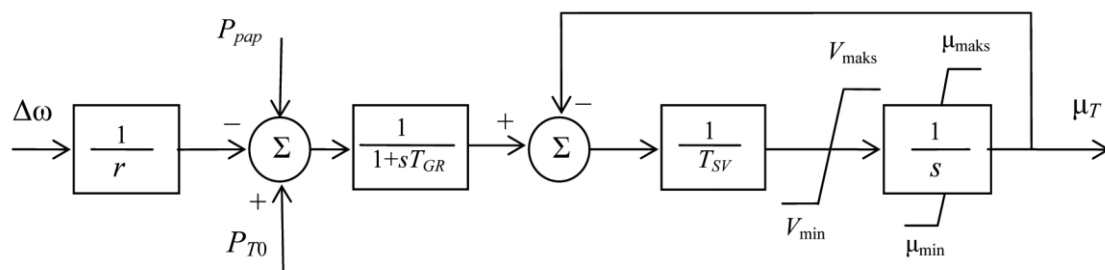 P_pap
V_maks
μ_maks
Δω
1
r
−
Σ
+
P_T0
1
1+sT_GR
+
−
Σ
1
T_SV
V_min
1
s
μ_min
μ_T